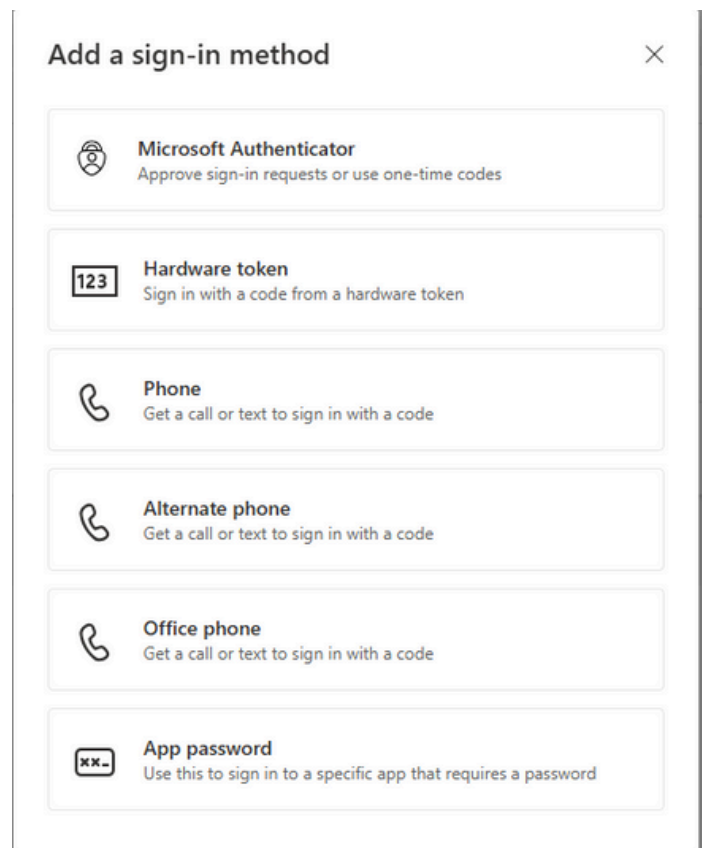 Add a sign-in method
Microsoft Authenticator
Approve sign-in requests or use one-time codes
123
Hardware token
Sign in with a code from a hardware token
Phone
Get a call or text to sign in with a code
Alternate phone
Get a call or text to sign in with a code
Office phone
Get a call or text to sign in with a code
App password
Use this to sign in to a specific app that requires a password